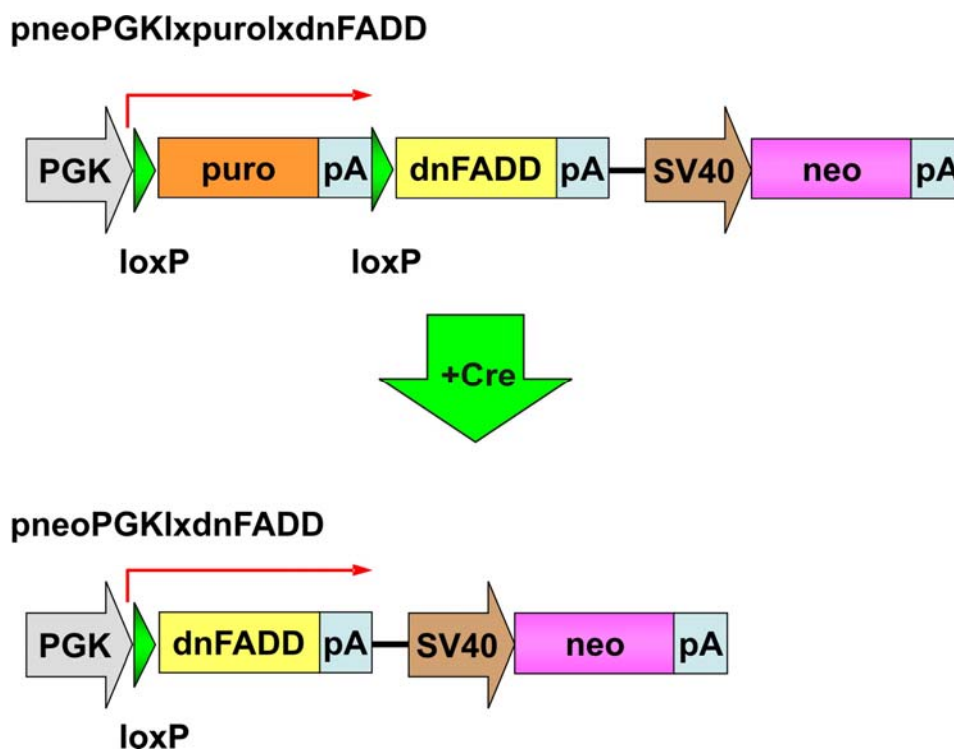 pneoPGKlxpurolxdnFADD
PGK puro pA dnFADD pA SV40 neo pA
loxP loxP
+Cre
pneoPGKlxdnFADD
PGK dnFADD pA SV40 neo pA
loxP